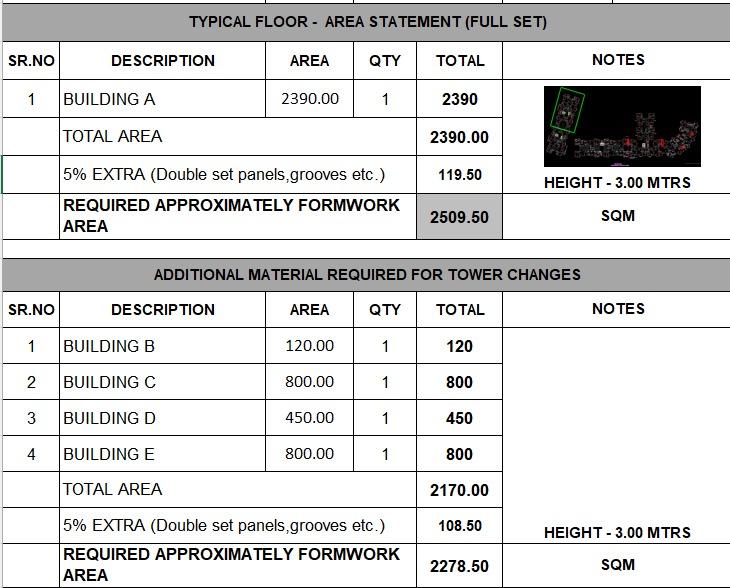 TYPICAL FLOOR - AREA STATEMENT (FULL SET)
SR.NO DESCRIPTION AREA QTY TOTAL NOTES
1 BUILDING A 2390.00 1 2390
TOTAL AREA 2390.00
5% EXTRA (Double set panels,grooves etc.) 119.50 HEIGHT - 3.00 MTRS
REQUIRED APPROXIMATELY FORMWORK
AREA 2509.50 SQM
ADDITIONAL MATERIAL REQUIRED FOR TOWER CHANGES
SR.NO DESCRIPTION AREA QTY TOTAL NOTES
1 BUILDING B 120.00 1 120
2 BUILDING C 800.00 1 800
3 BUILDING D 450.00 1 450
4 BUILDING E 800.00 1 800
TOTAL AREA 2170.00
5% EXTRA (Double set panels,grooves etc.) 108.50 HEIGHT - 3.00 MTRS
REQUIRED APPROXIMATELY FORMWORK
AREA 2278.50 SQM